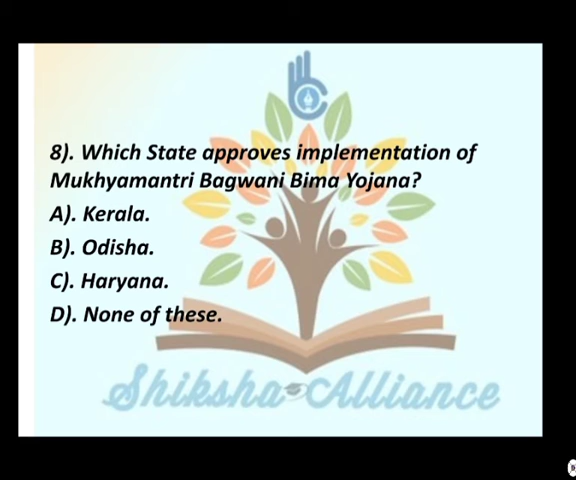 8). Which State approves implementation of
Mukhyamantri Bagwani Bima Yojana?
A). Kerala.
B). Odisha.
C). Haryana.
D). None of these.
Shiksha Alliance